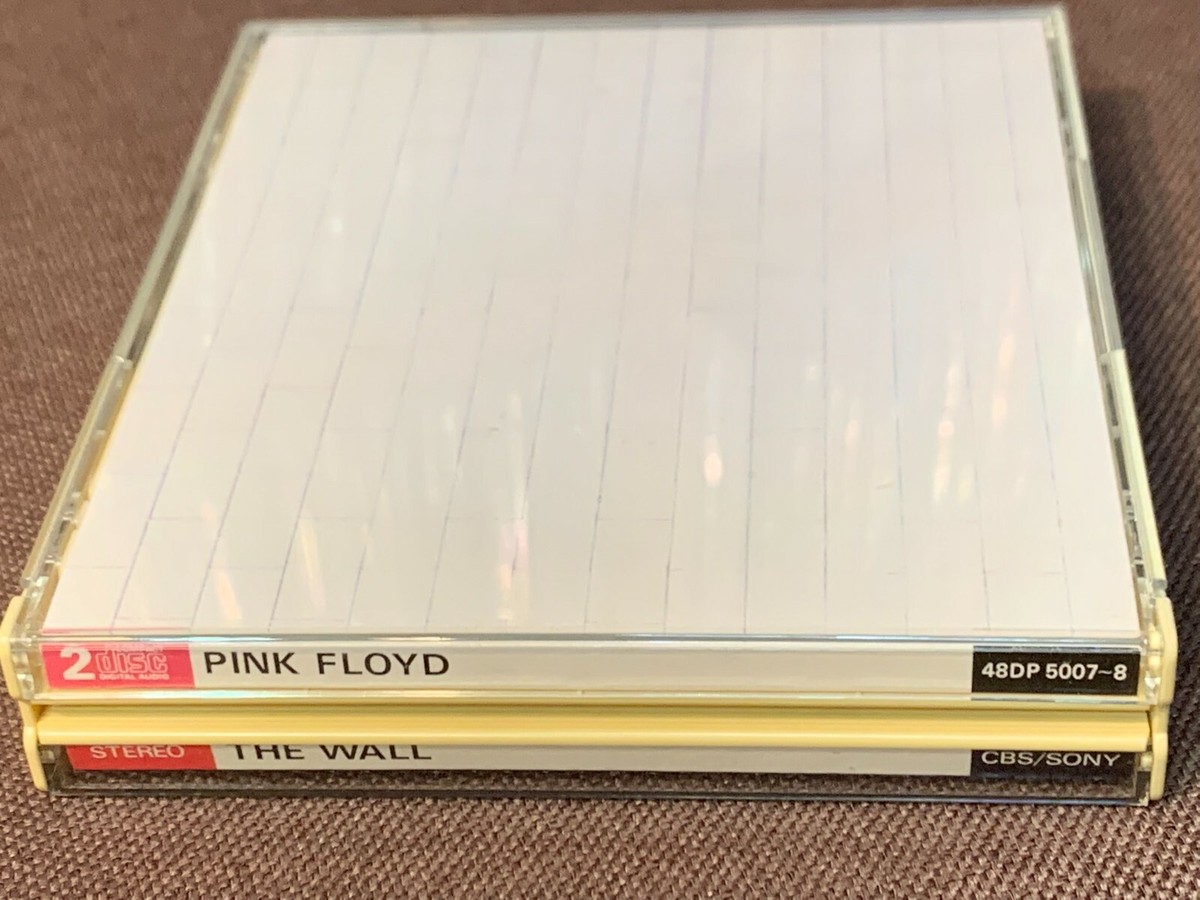 2 disc PINK FLOYD 48DP 5007~8
DIGITAL AUDIO
STEREO THE WALL CBS/SONY